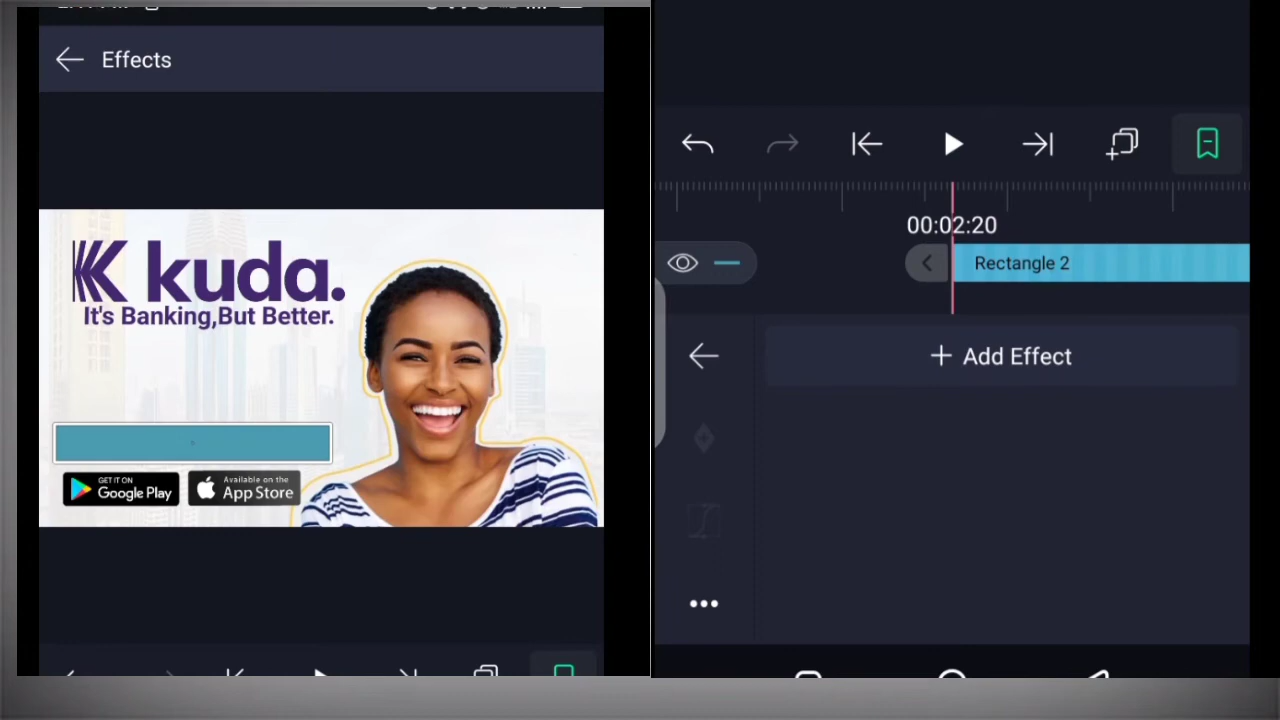 Effects
kuda.
It's Banking,But Better.
GET IT ON
Google Play
Available on the
App Store
00:02:20
Rectangle 2
+ Add Effect